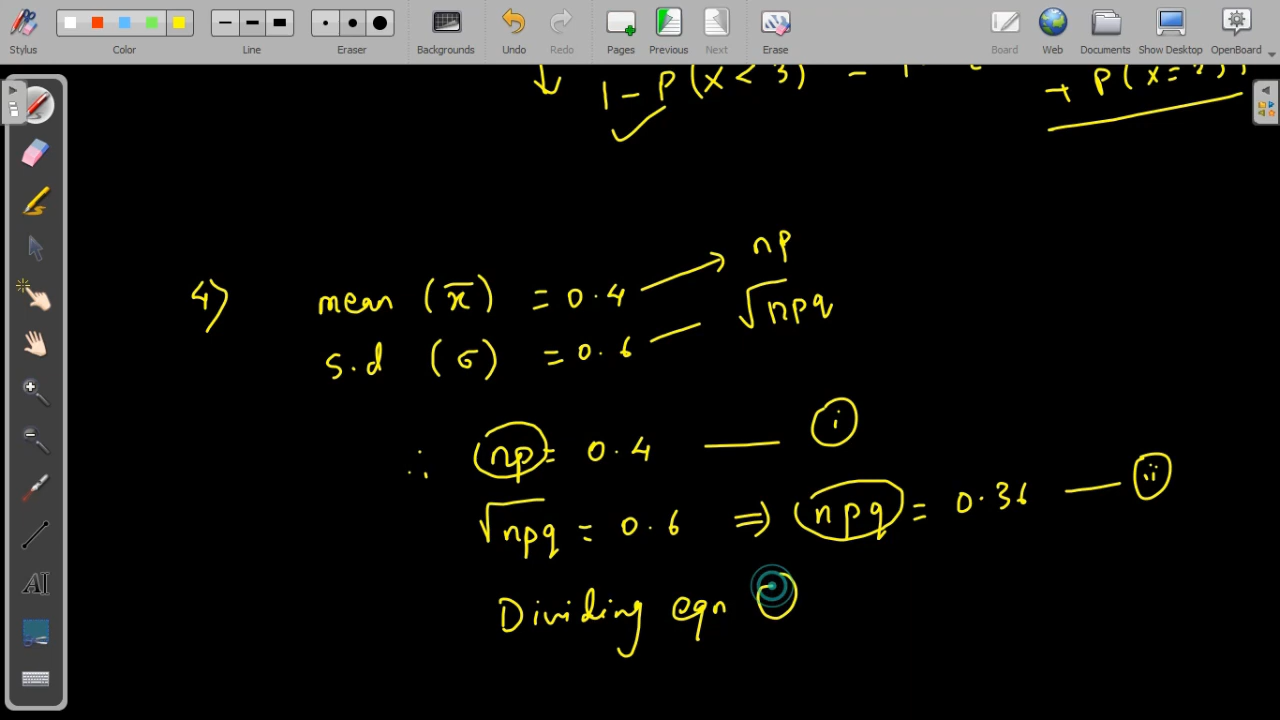 Stylus Color Line Eraser Backgrounds Undo Redo Pages Previous Next Erase Board Web Documents Show Desktop OpenBoard
1 - P(x < 3) =
+ P(x=
4) mean (x̄) = 0.4 → np
s.d (σ) = 0.6 — √npq
∴ np = 0.4 — i
√npq = 0.6 ⇒ npq = 0.36 — ii
Dividing eqn
AI